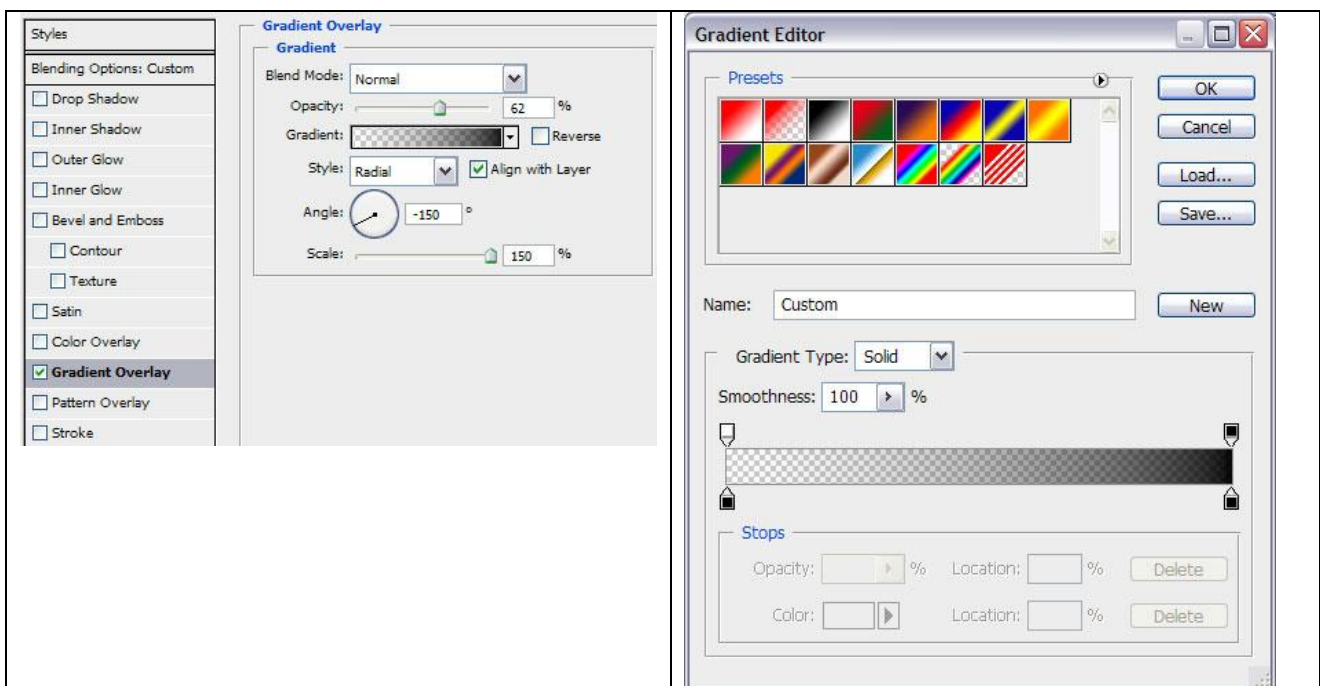 Styles
Blending Options: Custom
Drop Shadow
Inner Shadow
Outer Glow
Inner Glow
Bevel and Emboss
Contour
Texture
Satin
Color Overlay
Gradient Overlay
Pattern Overlay
Stroke
Gradient Overlay
Gradient
Blend Mode: Normal
Opacity: 62 %
Gradient: Reverse
Style: Radial Align with Layer
Angle: -150 °
Scale: 150 %
Gradient Editor
Presets
OK
Cancel
Load...
Save...
Name: Custom New
Gradient Type: Solid
Smoothness: 100 %
Stops
Opacity: % Location: % Delete
Color: Location: % Delete